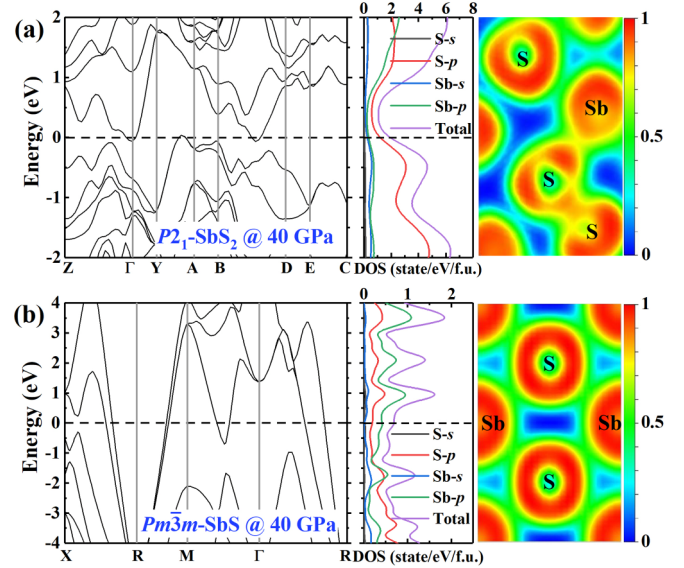 (a)
2
1
0
-1
-2
Energy (eV)
P2₁-SbS₂ @ 40 GPa
Z Γ Y A B D E C
0 2 4 6 8
S-s
S-p
Sb-s
Sb-p
Total
DOS (state/eV/f.u.)
S
Sb
S
S
1
0.5
0
(b)
4
3
2
1
0
-1
-2
-3
-4
Energy (eV)
Pm3̅m-SbS @ 40 GPa
X R M Γ R
0 1 2
S-s
S-p
Sb-s
Sb-p
Total
DOS (state/eV/f.u.)
S
Sb Sb
S
1
0.5
0